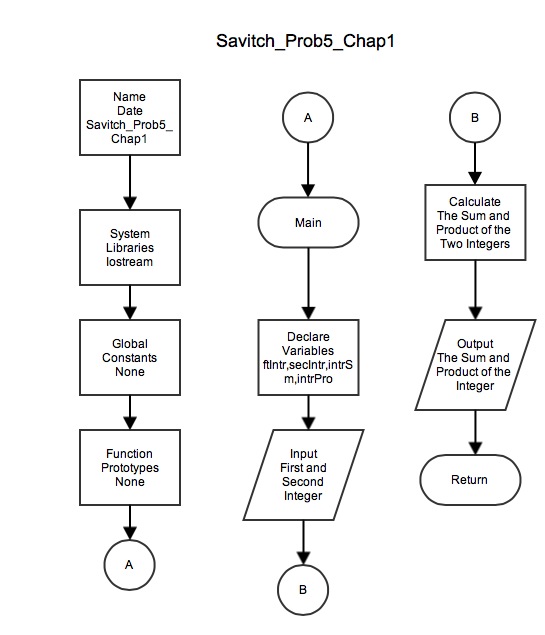 Savitch_Prob5_Chap1
Name
Date
Savitch_Prob5_
Chap1
System
Libraries
Iostream
Global
Constants
None
Function
Prototypes
None
A
A
Main
Declare
Variables
ftIntr,secIntr,intrS
m,intrPro
Input
First and
Second
Integer
B
B
Calculate
The Sum and
Product of the
Two Integers
Output
The Sum and
Product of the
Integer
Return